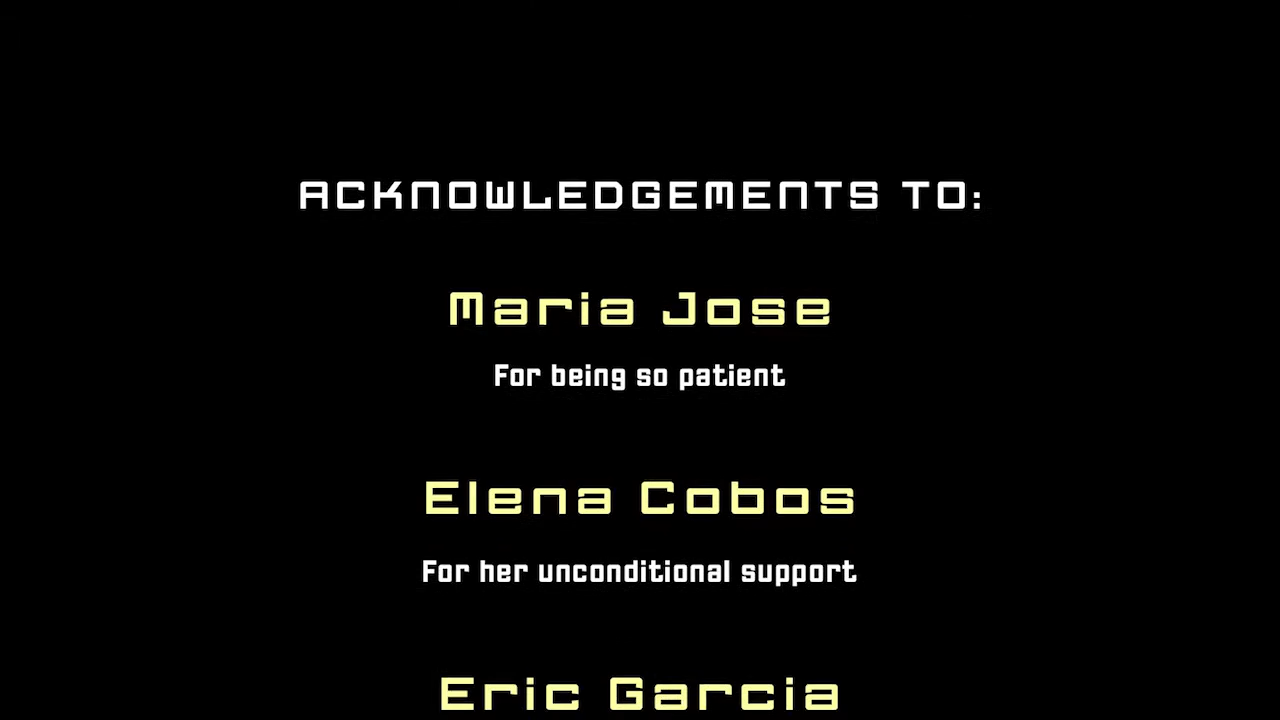 ACKNOWLEDGEMENTS TO:
Maria Jose
For being so patient
Elena Cobos
For her unconditional support
Eric Garcia